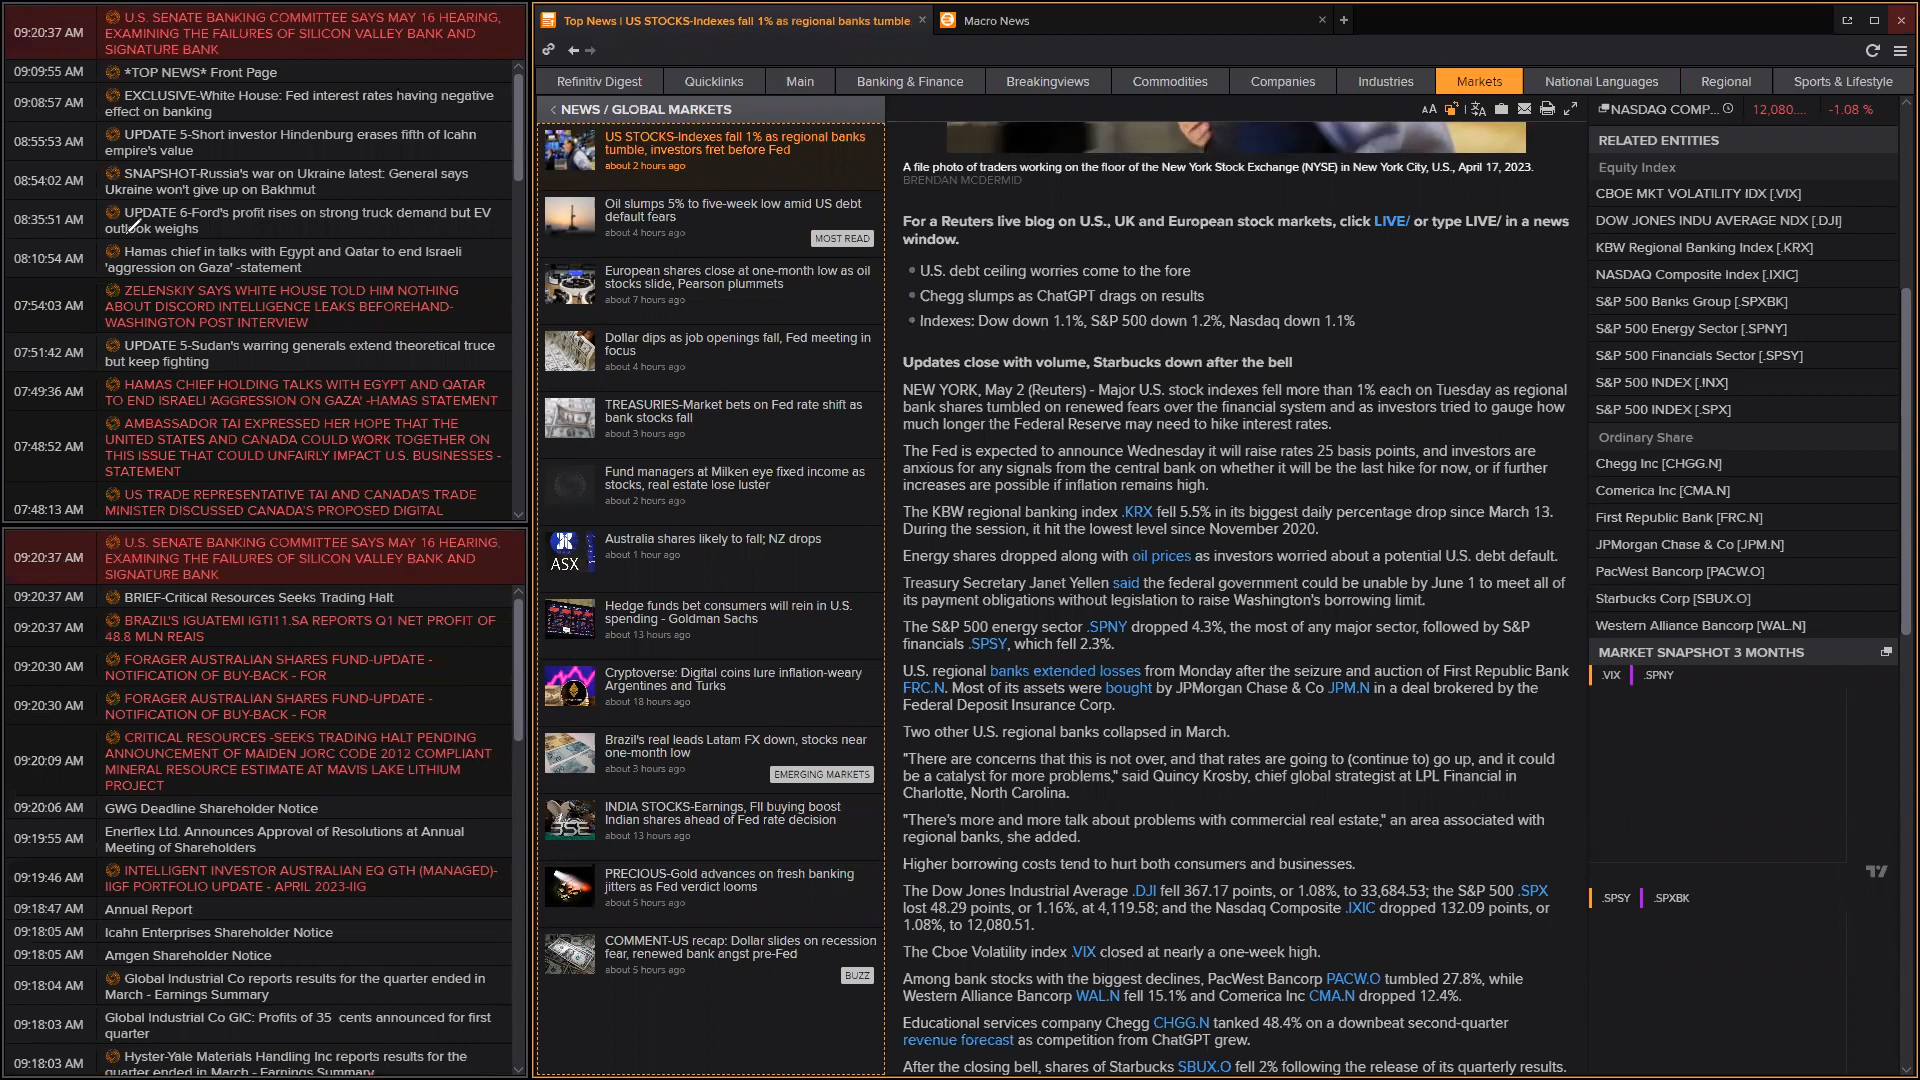 09:20:37 AM
U.S. SENATE BANKING COMMITTEE SAYS MAY 16 HEARING,
EXAMINING THE FAILURES OF SILICON VALLEY BANK AND
SIGNATURE BANK
09:09:55 AM
*TOP NEWS* Front Page
09:08:57 AM
EXCLUSIVE-White House: Fed interest rates having negative
effect on banking
08:55:53 AM
UPDATE 5-Short investor Hindenburg erases fifth of Icahn
empire's value
08:54:02 AM
SNAPSHOT-Russia's war on Ukraine latest: General says
Ukraine won't give up on Bakhmut
08:35:51 AM
UPDATE 6-Ford's profit rises on strong truck demand but EV
outlook weighs
08:10:54 AM
Hamas chief in talks with Egypt and Qatar to end Israeli
'aggression on Gaza' -statement
07:54:03 AM
ZELENSKIY SAYS WHITE HOUSE TOLD HIM NOTHING
ABOUT DISCORD INTELLIGENCE LEAKS BEFOREHAND-
WASHINGTON POST INTERVIEW
07:51:42 AM
UPDATE 5-Sudan's warring generals extend theoretical truce
but keep fighting
07:49:36 AM
HAMAS CHIEF HOLDING TALKS WITH EGYPT AND QATAR
TO END ISRAELI 'AGGRESSION ON GAZA' -HAMAS STATEMENT
07:48:52 AM
AMBASSADOR TAI EXPRESSED HER HOPE THAT THE
UNITED STATES AND CANADA COULD WORK TOGETHER ON
THIS ISSUE THAT COULD UNFAIRLY IMPACT U.S. BUSINESSES -
STATEMENT
07:48:13 AM
US TRADE REPRESENTATIVE TAI AND CANADA'S TRADE
MINISTER DISCUSSED CANADA'S PROPOSED DIGITAL
09:20:37 AM
U.S. SENATE BANKING COMMITTEE SAYS MAY 16 HEARING,
EXAMINING THE FAILURES OF SILICON VALLEY BANK AND
SIGNATURE BANK
09:20:37 AM
BRIEF-Critical Resources Seeks Trading Halt
09:20:37 AM
BRAZIL'S IGUATEMI IGTI11.SA REPORTS Q1 NET PROFIT OF
48.8 MLN REAIS
09:20:30 AM
FORAGER AUSTRALIAN SHARES FUND-UPDATE -
NOTIFICATION OF BUY-BACK - FOR
09:20:30 AM
FORAGER AUSTRALIAN SHARES FUND-UPDATE -
NOTIFICATION OF BUY-BACK - FOR
09:20:09 AM
CRITICAL RESOURCES -SEEKS TRADING HALT PENDING
ANNOUNCEMENT OF MAIDEN JORC CODE 2012 COMPLIANT
MINERAL RESOURCE ESTIMATE AT MAVIS LAKE LITHIUM
PROJECT
09:20:06 AM
GWG Deadline Shareholder Notice
09:19:55 AM
Enerflex Ltd. Announces Approval of Resolutions at Annual
Meeting of Shareholders
09:19:46 AM
INTELLIGENT INVESTOR AUSTRALIAN EQ GTH (MANAGED)-
IIGF PORTFOLIO UPDATE - APRIL 2023-IIG
09:18:47 AM
Annual Report
09:18:05 AM
Icahn Enterprises Shareholder Notice
09:18:05 AM
Amgen Shareholder Notice
09:18:04 AM
Global Industrial Co reports results for the quarter ended in
March - Earnings Summary
09:18:03 AM
Global Industrial Co GIC: Profits of 35 cents announced for first
quarter
09:18:03 AM
Hyster-Yale Materials Handling Inc reports results for the
quarter ended in March - Earnings Summary
Top News | US STOCKS-Indexes fall 1% as regional banks tumble
Macro News
Refinitiv Digest
Quicklinks
Main
Banking & Finance
Breakingviews
Commodities
Companies
Industries
Markets
National Languages
Regional
Sports & Lifestyle
NEWS / GLOBAL MARKETS
US STOCKS-Indexes fall 1% as regional banks
tumble, investors fret before Fed
about 2 hours ago
Oil slumps 5% to five-week low amid US debt
default fears
about 4 hours ago
MOST READ
European shares close at one-month low as oil
stocks slide, Pearson plummets
about 7 hours ago
Dollar dips as job openings fall, Fed meeting in
focus
about 4 hours ago
TREASURIES-Market bets on Fed rate shift as
bank stocks fall
about 3 hours ago
Fund managers at Milken eye fixed income as
stocks, real estate lose luster
about 2 hours ago
ASX
Australia shares likely to fall; NZ drops
about 1 hour ago
Hedge funds bet consumers will rein in U.S.
spending - Goldman Sachs
about 13 hours ago
Cryptoverse: Digital coins lure inflation-weary
Argentines and Turks
about 18 hours ago
Brazil's real leads Latam FX down, stocks near
one-month low
about 3 hours ago
EMERGING MARKETS
BSE
INDIA STOCKS-Earnings, FII buying boost
Indian shares ahead of Fed rate decision
about 13 hours ago
PRECIOUS-Gold advances on fresh banking
jitters as Fed verdict looms
about 5 hours ago
COMMENT-US recap: Dollar slides on recession
fear, renewed bank angst pre-Fed
about 5 hours ago
BUZZ
AA
A file photo of traders working on the floor of the New York Stock Exchange (NYSE) in New York City, U.S., April 17, 2023.
BRENDAN MCDERMID
For a Reuters live blog on U.S., UK and European stock markets, click LIVE/ or type LIVE/ in a news
window.
• U.S. debt ceiling worries come to the fore
• Chegg slumps as ChatGPT drags on results
• Indexes: Dow down 1.1%, S&P 500 down 1.2%, Nasdaq down 1.1%
Updates close with volume, Starbucks down after the bell
NEW YORK, May 2 (Reuters) - Major U.S. stock indexes fell more than 1% each on Tuesday as regional
bank shares tumbled on renewed fears over the financial system and as investors tried to gauge how
much longer the Federal Reserve may need to hike interest rates.
The Fed is expected to announce Wednesday it will raise rates 25 basis points, and investors are
anxious for any signals from the central bank on whether it will be the last hike for now, or if further
increases are possible if inflation remains high.
The KBW regional banking index .KRX fell 5.5% in its biggest daily percentage drop since March 13.
During the session, it hit the lowest level since November 2020.
Energy shares dropped along with oil prices as investors worried about a potential U.S. debt default.
Treasury Secretary Janet Yellen said the federal government could be unable by June 1 to meet all of
its payment obligations without legislation to raise Washington's borrowing limit.
The S&P 500 energy sector .SPNY dropped 4.3%, the most of any major sector, followed by S&P
financials .SPSY, which fell 2.3%.
U.S. regional banks extended losses from Monday after the seizure and auction of First Republic Bank
FRC.N. Most of its assets were bought by JPMorgan Chase & Co JPM.N in a deal brokered by the
Federal Deposit Insurance Corp.
Two other U.S. regional banks collapsed in March.
"There are concerns that this is not over, and that rates are going to (continue to) go up, and it could
be a catalyst for more problems," said Quincy Krosby, chief global strategist at LPL Financial in
Charlotte, North Carolina.
"There's more and more talk about problems with commercial real estate," an area associated with
regional banks, she added.
Higher borrowing costs tend to hurt both consumers and businesses.
The Dow Jones Industrial Average .DJI fell 367.17 points, or 1.08%, to 33,684.53; the S&P 500 .SPX
lost 48.29 points, or 1.16%, at 4,119.58; and the Nasdaq Composite .IXIC dropped 132.09 points, or
1.08%, to 12,080.51.
The Cboe Volatility index .VIX closed at nearly a one-week high.
Among bank stocks with the biggest declines, PacWest Bancorp PACW.O tumbled 27.8%, while
Western Alliance Bancorp WAL.N fell 15.1% and Comerica Inc CMA.N dropped 12.4%.
Educational services company Chegg CHGG.N tanked 48.4% on a downbeat second-quarter
revenue forecast as competition from ChatGPT grew.
After the closing bell, shares of Starbucks SBUX.O fell 2% following the release of its quarterly results.
NASDAQ COMP... 12,080.... -1.08 %
RELATED ENTITIES
Equity Index
CBOE MKT VOLATILITY IDX [.VIX]
DOW JONES INDU AVERAGE NDX [.DJI]
KBW Regional Banking Index [.KRX]
NASDAQ Composite Index [.IXIC]
S&P 500 Banks Group [.SPXBK]
S&P 500 Energy Sector [.SPNY]
S&P 500 Financials Sector [.SPSY]
S&P 500 INDEX [.INX]
S&P 500 INDEX [.SPX]
Ordinary Share
Chegg Inc [CHGG.N]
Comerica Inc [CMA.N]
First Republic Bank [FRC.N]
JPMorgan Chase & Co [JPM.N]
PacWest Bancorp [PACW.O]
Starbucks Corp [SBUX.O]
Western Alliance Bancorp [WAL.N]
MARKET SNAPSHOT 3 MONTHS
.VIX .SPNY
.SPSY .SPXBK